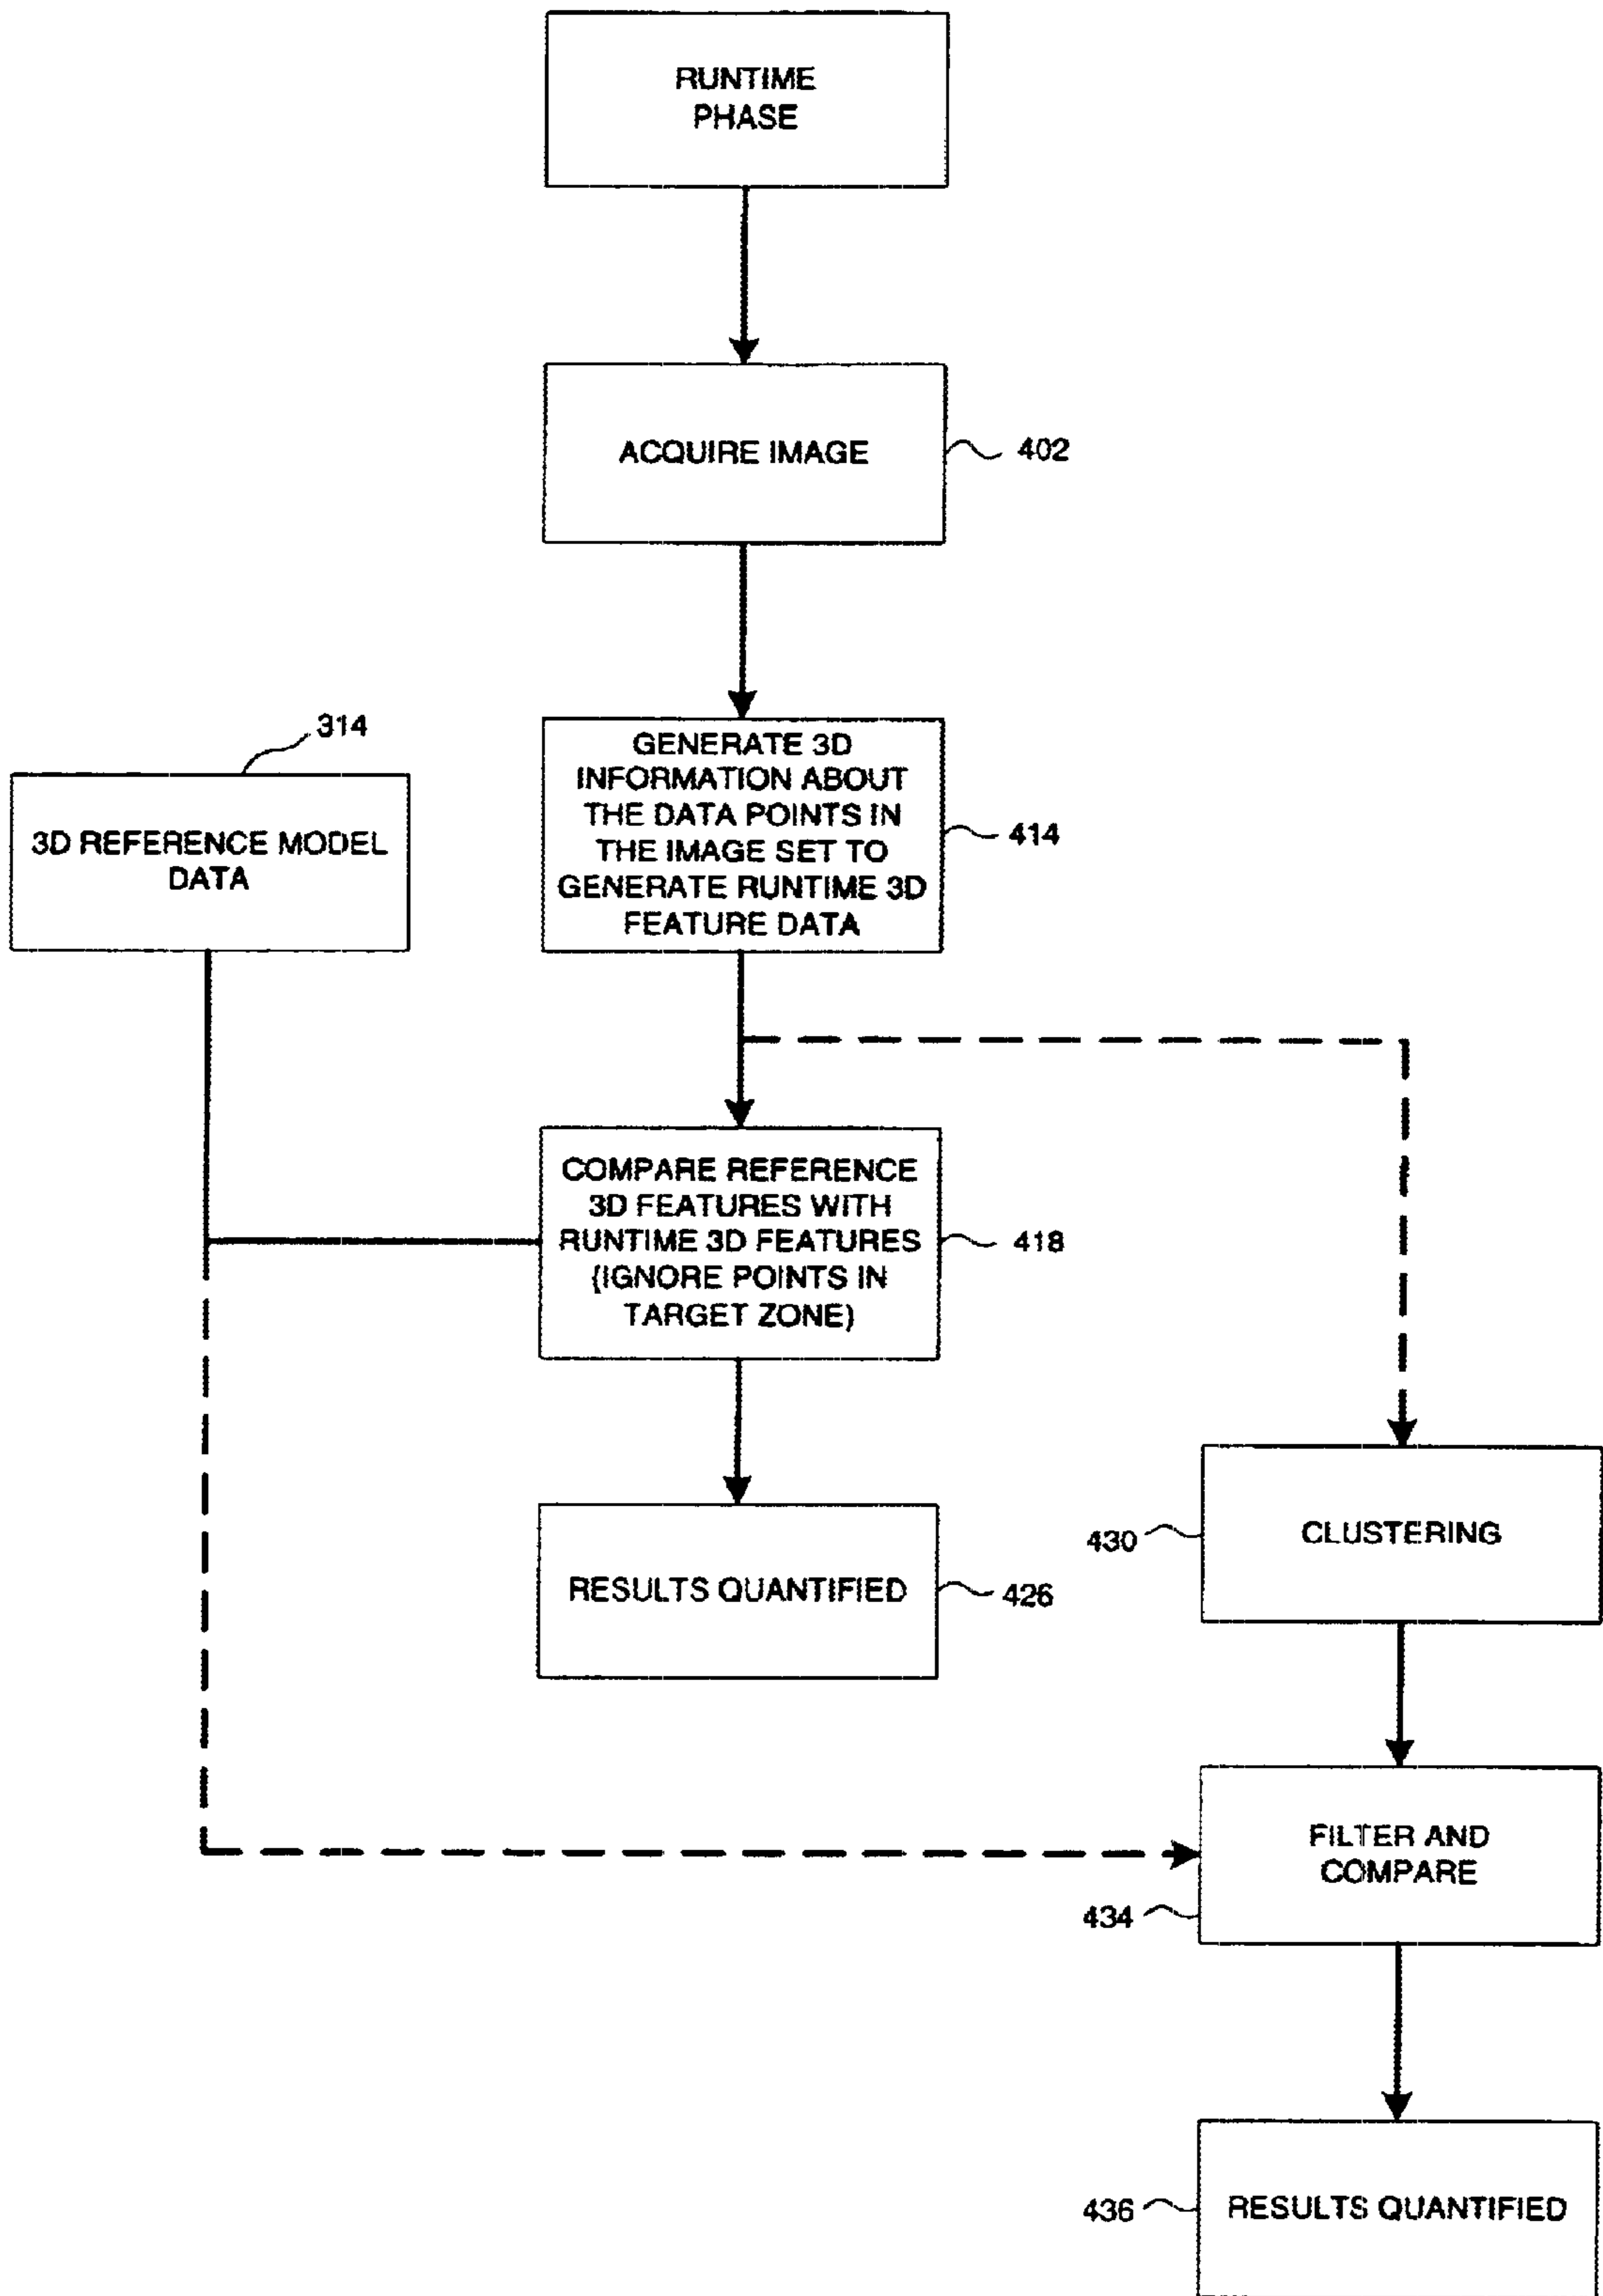 RUNTIME
PHASE
ACQUIRE IMAGE
402
314
3D REFERENCE MODEL
DATA
GENERATE 3D
INFORMATION ABOUT
THE DATA POINTS IN
THE IMAGE SET TO
GENERATE RUNTIME 3D
FEATURE DATA
414
COMPARE REFERENCE
3D FEATURES WITH
RUNTIME 3D FEATURES
(IGNORE POINTS IN
TARGET ZONE)
418
RESULTS QUANTIFIED
426
430
CLUSTERING
FILTER AND
COMPARE
434
436
RESULTS QUANTIFIED